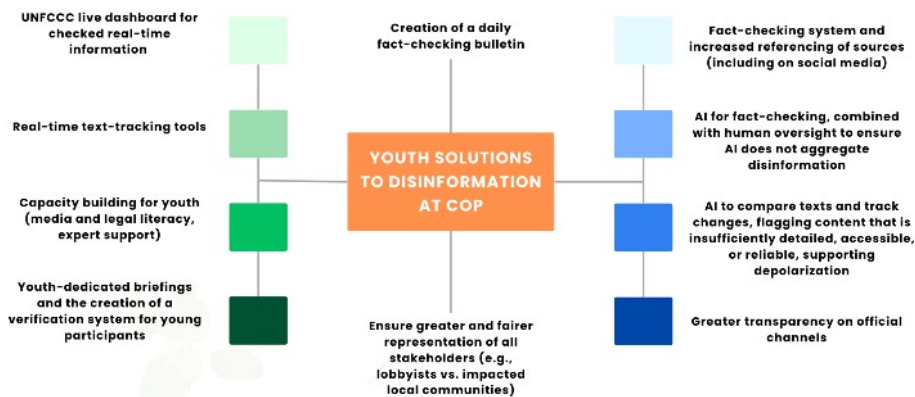 UNFCCC live dashboard for
checked real-time
information
Real-time text-tracking tools
Capacity building for youth
(media and legal literacy,
expert support)
Youth-dedicated briefings
and the creation of a
verification system for young
participants
Creation of a daily
fact-checking bulletin
YOUTH SOLUTIONS
TO DISINFORMATION
AT COP
Ensure greater and fairer
representation of all
stakeholders (e.g.,
lobbyists vs. impacted
local communities)
Fact-checking system and
increased referencing of sources
(including on social media)
AI for fact-checking, combined
with human oversight to ensure
AI does not aggregate
disinformation
AI to compare texts and track
changes, flagging content that is
insufficiently detailed, accessible,
or reliable, supporting
depolarization
Greater transparency on official
channels